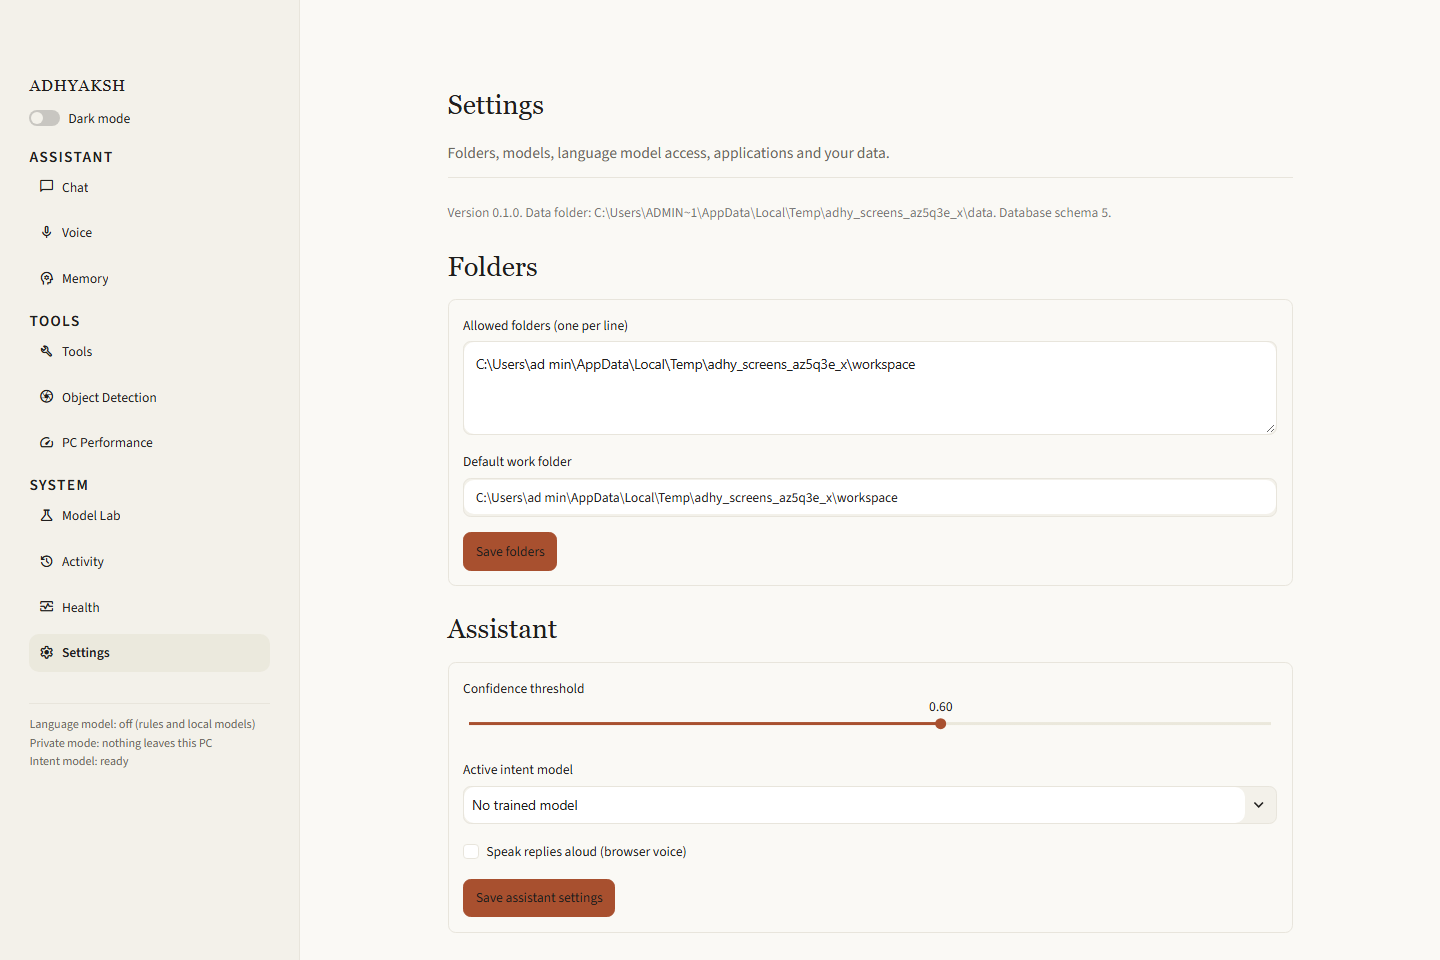 ADHYAKSH
Dark mode
ASSISTANT
Chat
Voice
Memory
TOOLS
Tools
Object Detection
PC Performance
SYSTEM
Model Lab
Activity
Health
Settings
Language model: off (rules and local models)
Private mode: nothing leaves this PC
Intent model: ready
Settings
Folders, models, language model access, applications and your data.
Version 0.1.0. Data folder: C:\Users\ADMIN~1\AppData\Local\Temp\adhy_screens_az5q3e_x\data. Database schema 5.
Folders
Allowed folders (one per line)
C:\Users\ad min\AppData\Local\Temp\adhy_screens_az5q3e_x\workspace
Default work folder
C:\Users\ad min\AppData\Local\Temp\adhy_screens_az5q3e_x\workspace
Save folders
Assistant
Confidence threshold
0.60
Active intent model
No trained model
Speak replies aloud (browser voice)
Save assistant settings